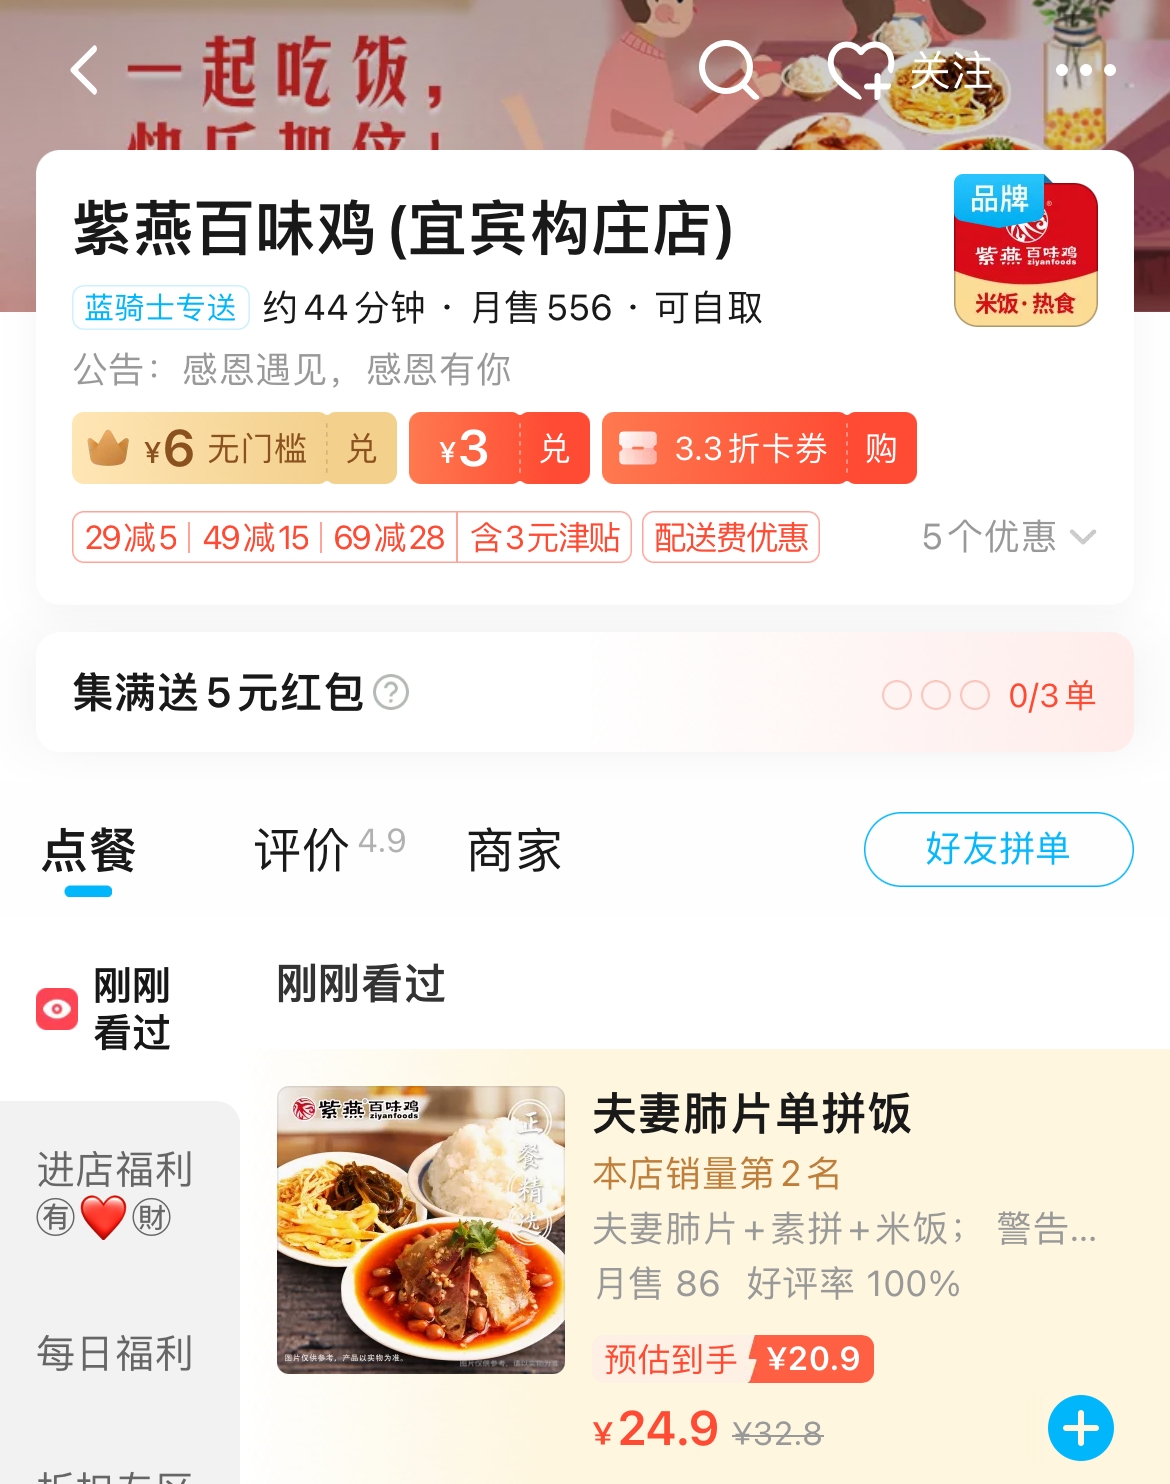 一起吃饭，
关注
紫燕百味鸡(宜宾构庄店)
品牌
紫燕百味鸡
ziyanfoods
米饭·热食
蓝骑士专送 约44分钟 · 月售556 · 可自取
公告：感恩遇见，感恩有你
¥6 无门槛 兑 ¥3 兑 3.3折卡券 购
29减5 49减15 69减28 含3元津贴 配送费优惠 5个优惠
集满送5元红包 ? 0/3单
点餐 评价 4.9 商家 好友拼单
刚刚
看过
刚刚看过
进店福利
㊒❤️㊖
每日福利
紫燕百味鸡
ziyanfoods
正餐精选
图片仅供参考，产品以实物为准。
夫妻肺片单拼饭
本店销量第2名
夫妻肺片+素拼+米饭； 警告...
月售 86 好评率 100%
预估到手 ¥20.9
¥24.9 ¥32.8